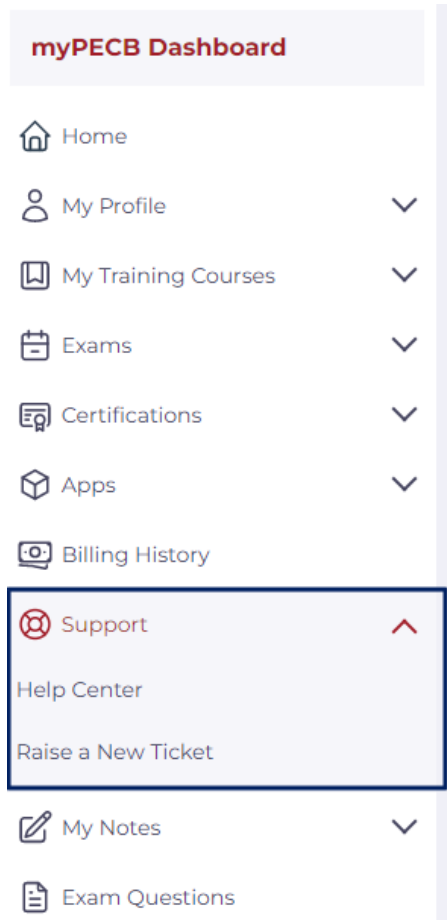 myPECB Dashboard
Home
My Profile
My Training Courses
Exams
Certifications
Apps
Billing History
Support
Help Center
Raise a New Ticket
My Notes
Exam Questions